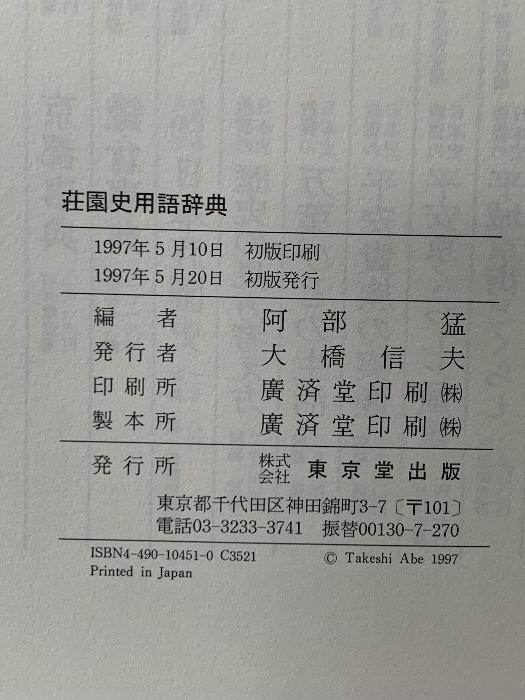 荘園史用語辞典
1997年5月10日 初版印刷
1997年5月20日 初版発行
編者 阿部猛
発行者 大橋信夫
印刷所 廣済堂印刷㈱
製本所 廣済堂印刷㈱
発行所 株式会社 東京堂出版
東京都千代田区神田錦町3-7〔〒101〕
電話03-3233-3741 振替00130-7-270
ISBN4-490-10451-0 C3521 © Takeshi Abe 1997
Printed in Japan